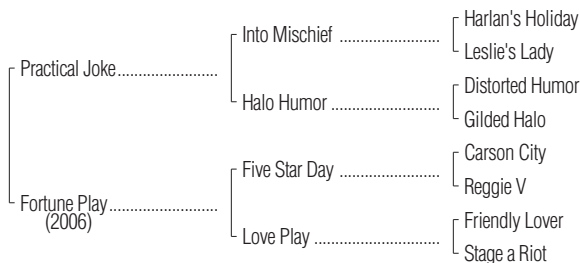 Harlan's Holiday
Into Mischief ........................
Leslie's Lady
Practical Joke........................
Distorted Humor
Halo Humor ..........................
Gilded Halo
Carson City
Five Star Day ........................
Reggie V
Fortune Play..........................
(2006)
Friendly Lover
Love Play ..............................
Stage a Riot